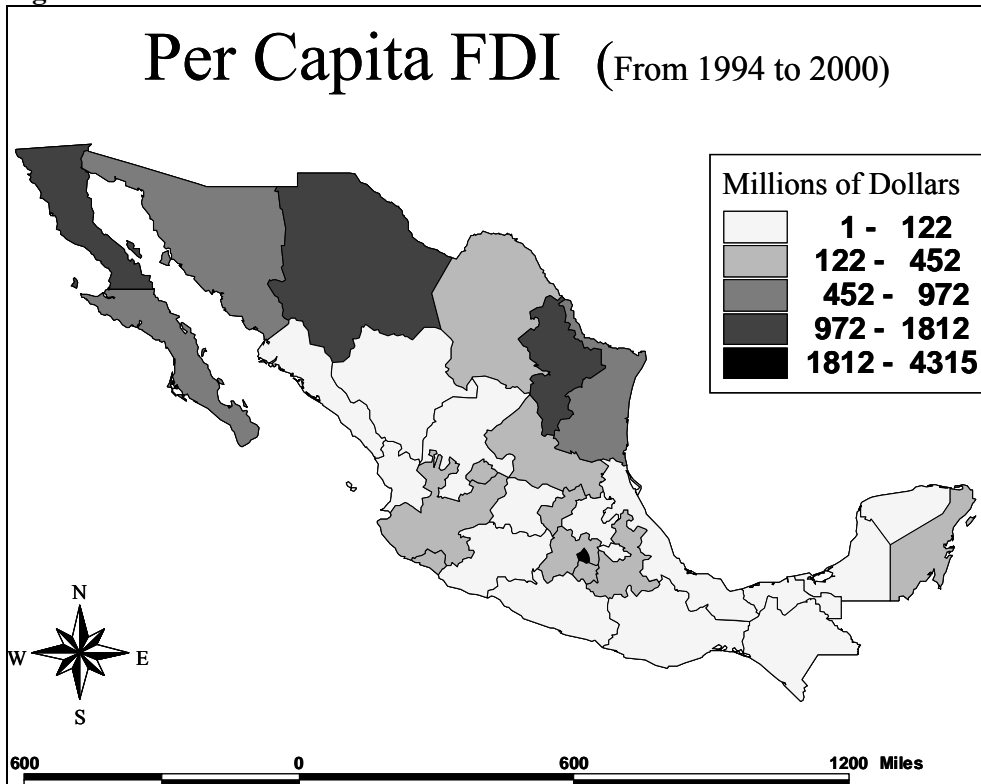 Per Capita FDI (From 1994 to 2000)
Millions of Dollars
1 - 122
122 - 452
452 - 972
972 - 1812
1812 - 4315
N
W E
S
600 0 600 1200 Miles